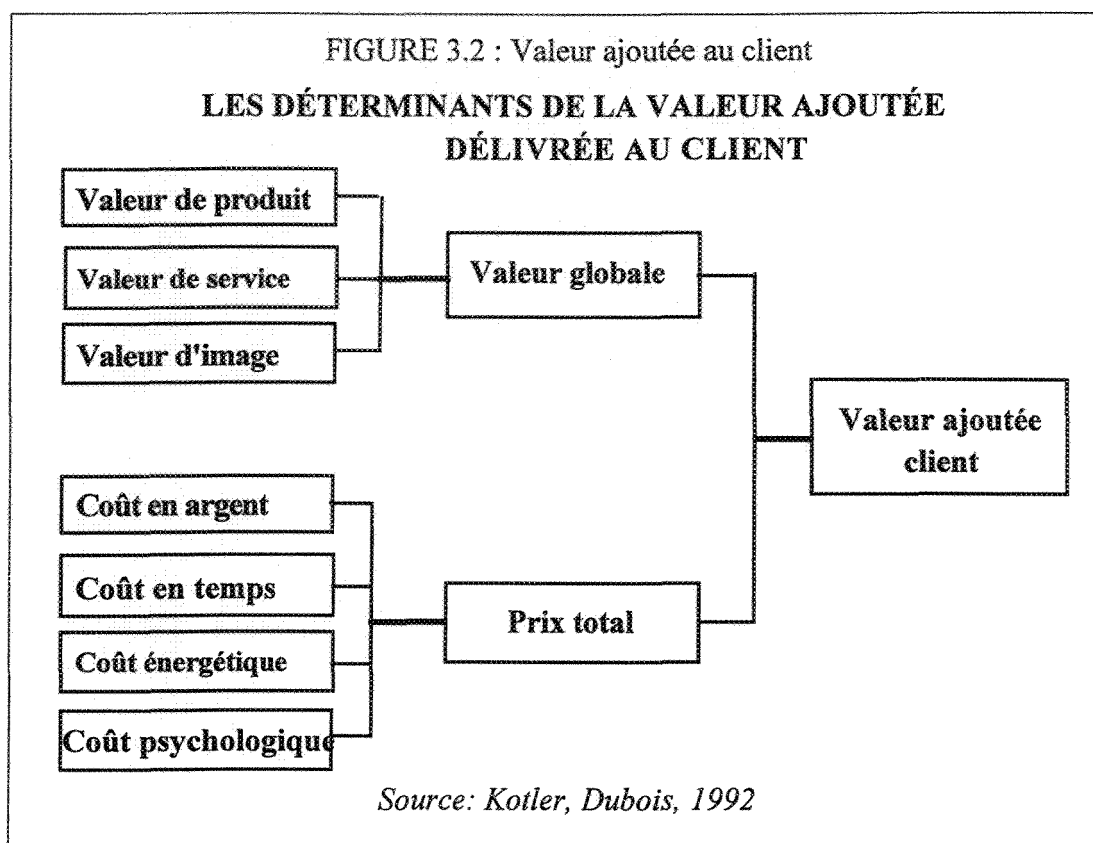 FIGURE 3.2 : Valeur ajoutée au client
LES DÉTERMINANTS DE LA VALEUR AJOUTÉE
DÉLIVRÉE AU CLIENT
Valeur de produit
Valeur de service
Valeur d'image
Valeur globale
Valeur ajoutée
client
Coût en argent
Coût en temps
Coût énergétique
Coût psychologique
Prix total
Source: Kotler, Dubois, 1992